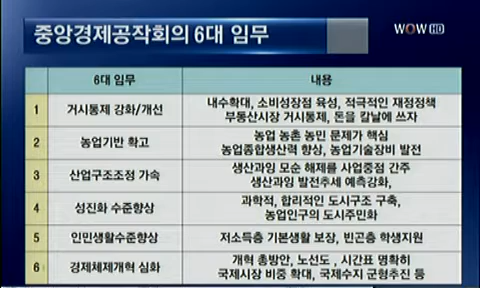 중앙경제공작회의 6대 임무
WOW HD
6대 임무 내용
1 거시통제 강화/개선 내수확대, 소비성장점 육성, 적극적인 재정정책
부동산시장 거시통제, 돈을 칼날에 쓰자
2 농업기반 확고 농업 농촌 농민 문제가 핵심
농업종합생산력 향상, 농업기술장비 발전
3 산업구조조정 가속 생산과잉 모순 해제를 사업중점 간주
생산과잉 발전추세 예측강화,
4 성진화 수준향상 과학적, 합리적인 도시구조 구축,
농업인구의 도시주민화
5 인민생활수준향상 저소득층 기본생활 보장, 빈곤층 학생지원
6 경제체제개혁 심화 개혁 총방안, 노선도 , 시간표 명확히
국제시장 비중 확대, 국제수지 균형추진 등